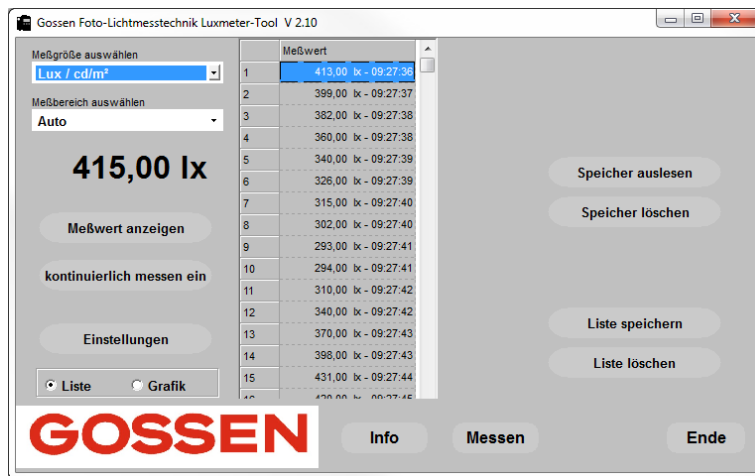 Gossen Foto-Lichtmesstechnik Luxmeter-Tool V 2.10
Meßgröße auswählen
Lux / cd/m²
Meßbereich auswählen
Auto
415,00 lx
Meßwert anzeigen
kontinuierlich messen ein
Einstellungen
Liste
Grafik
Meßwert
1 413,00 lx - 09:27:36
2 399,00 lx - 09:27:37
3 382,00 lx - 09:27:38
4 360,00 lx - 09:27:38
5 340,00 lx - 09:27:39
6 326,00 lx - 09:27:39
7 315,00 lx - 09:27:40
8 302,00 lx - 09:27:40
9 293,00 lx - 09:27:41
10 294,00 lx - 09:27:41
11 310,00 lx - 09:27:42
12 340,00 lx - 09:27:42
13 370,00 lx - 09:27:43
14 398,00 lx - 09:27:43
15 431,00 lx - 09:27:44
Speicher auslesen
Speicher löschen
Liste speichern
Liste löschen
GOSSEN
Info
Messen
Ende